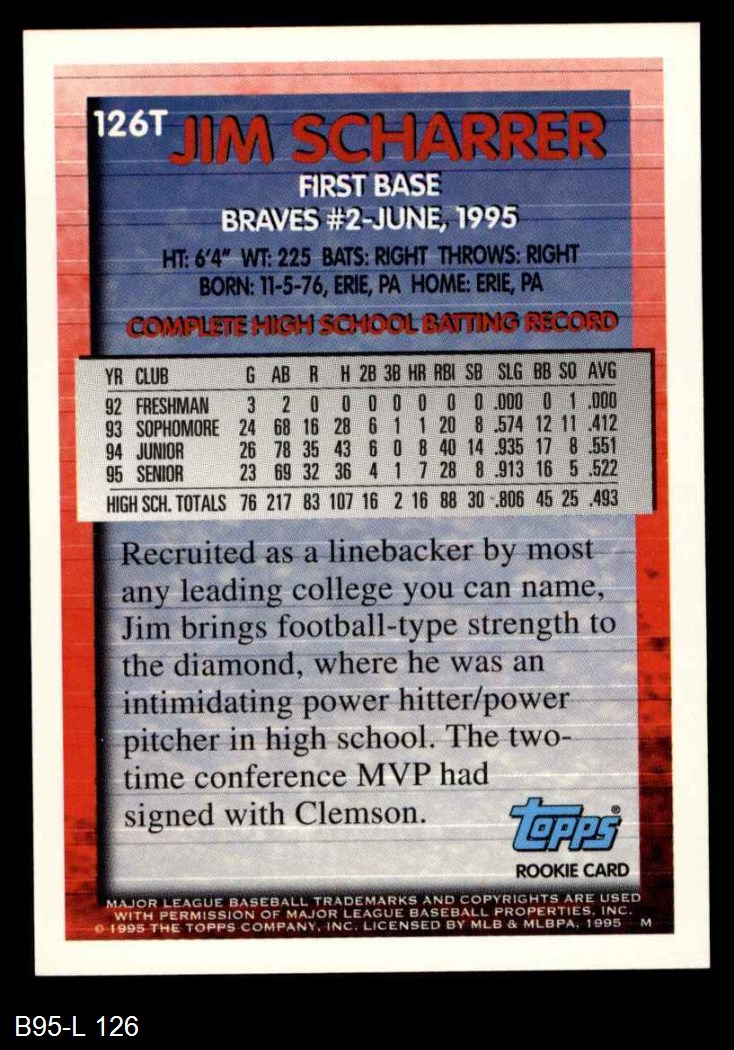 126T JIM SCHARRER
FIRST BASE
BRAVES #2-JUNE, 1995
HT: 6'4" WT: 225 BATS: RIGHT THROWS: RIGHT
BORN: 11-5-76, ERIE, PA HOME: ERIE, PA
COMPLETE HIGH SCHOOL BATTING RECORD
YR CLUB G AB R H 2B 3B HR RBI SB SLG BB SO AVG
92 FRESHMAN 3 2 0 0 0 0 0 0 0 .000 0 1 .000
93 SOPHOMORE 24 68 16 28 6 1 1 20 8 .574 12 11 .412
94 JUNIOR 26 78 35 43 6 0 8 40 14 .935 17 8 .551
95 SENIOR 23 69 32 36 4 1 7 28 8 .913 16 5 .522
HIGH SCH. TOTALS 76 217 83 107 16 2 16 88 30 .806 45 25 .493
Recruited as a linebacker by most
any leading college you can name,
Jim brings football-type strength to
the diamond, where he was an
intimidating power hitter/power
pitcher in high school. The two-
time conference MVP had
signed with Clemson.
Topps®
ROOKIE CARD
MAJOR LEAGUE BASEBALL TRADEMARKS AND COPYRIGHTS ARE USED
WITH PERMISSION OF MAJOR LEAGUE BASEBALL PROPERTIES, INC.
© 1995 THE TOPPS COMPANY, INC. LICENSED BY MLB & MLBPA, 1995 M
B95-L 126